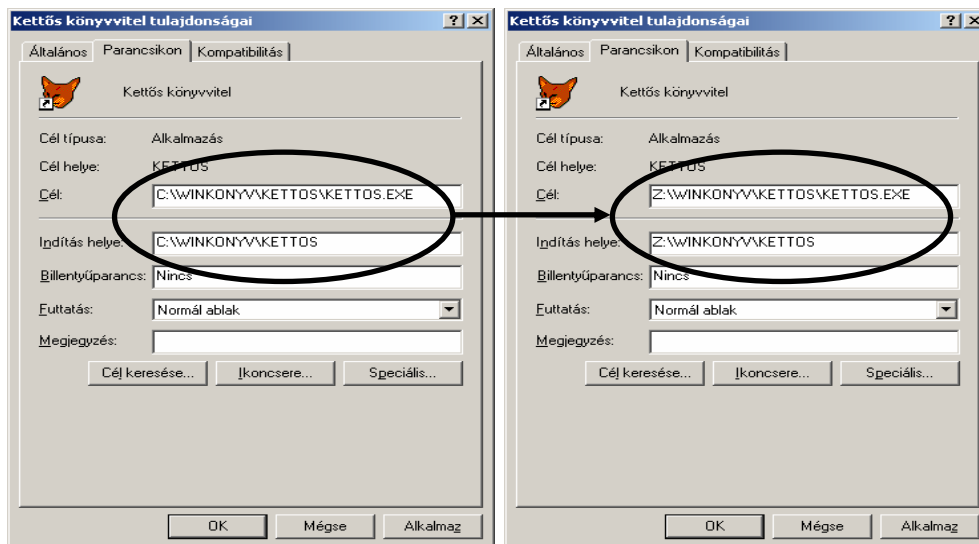 Kettős könyvvitel tulajdonságai
Általános Parancsikon Kompatibilitás
Kettős könyvvitel
Cél típusa: Alkalmazás
Cél helye: KETTOS
Cél: C:\WINKONYV\KETTOS\KETTOS.EXE
Indítás helye: C:\WINKONYV\KETTOS
Billentyűparancs: Nincs
Futtatás: Normál ablak
Megjegyzés:
Cél keresése... Ikoncsere... Speciális...
OK Mégse Alkalmaz
Kettős könyvvitel tulajdonságai
Általános Parancsikon Kompatibilitás
Kettős könyvvitel
Cél típusa: Alkalmazás
Cél helye: KETTOS
Cél: Z:\WINKONYV\KETTOS\KETTOS.EXE
Indítás helye: Z:\WINKONYV\KETTOS
Billentyűparancs: Nincs
Futtatás: Normál ablak
Megjegyzés:
Cél keresése... Ikoncsere... Speciális...
OK Mégse Alkalmaz